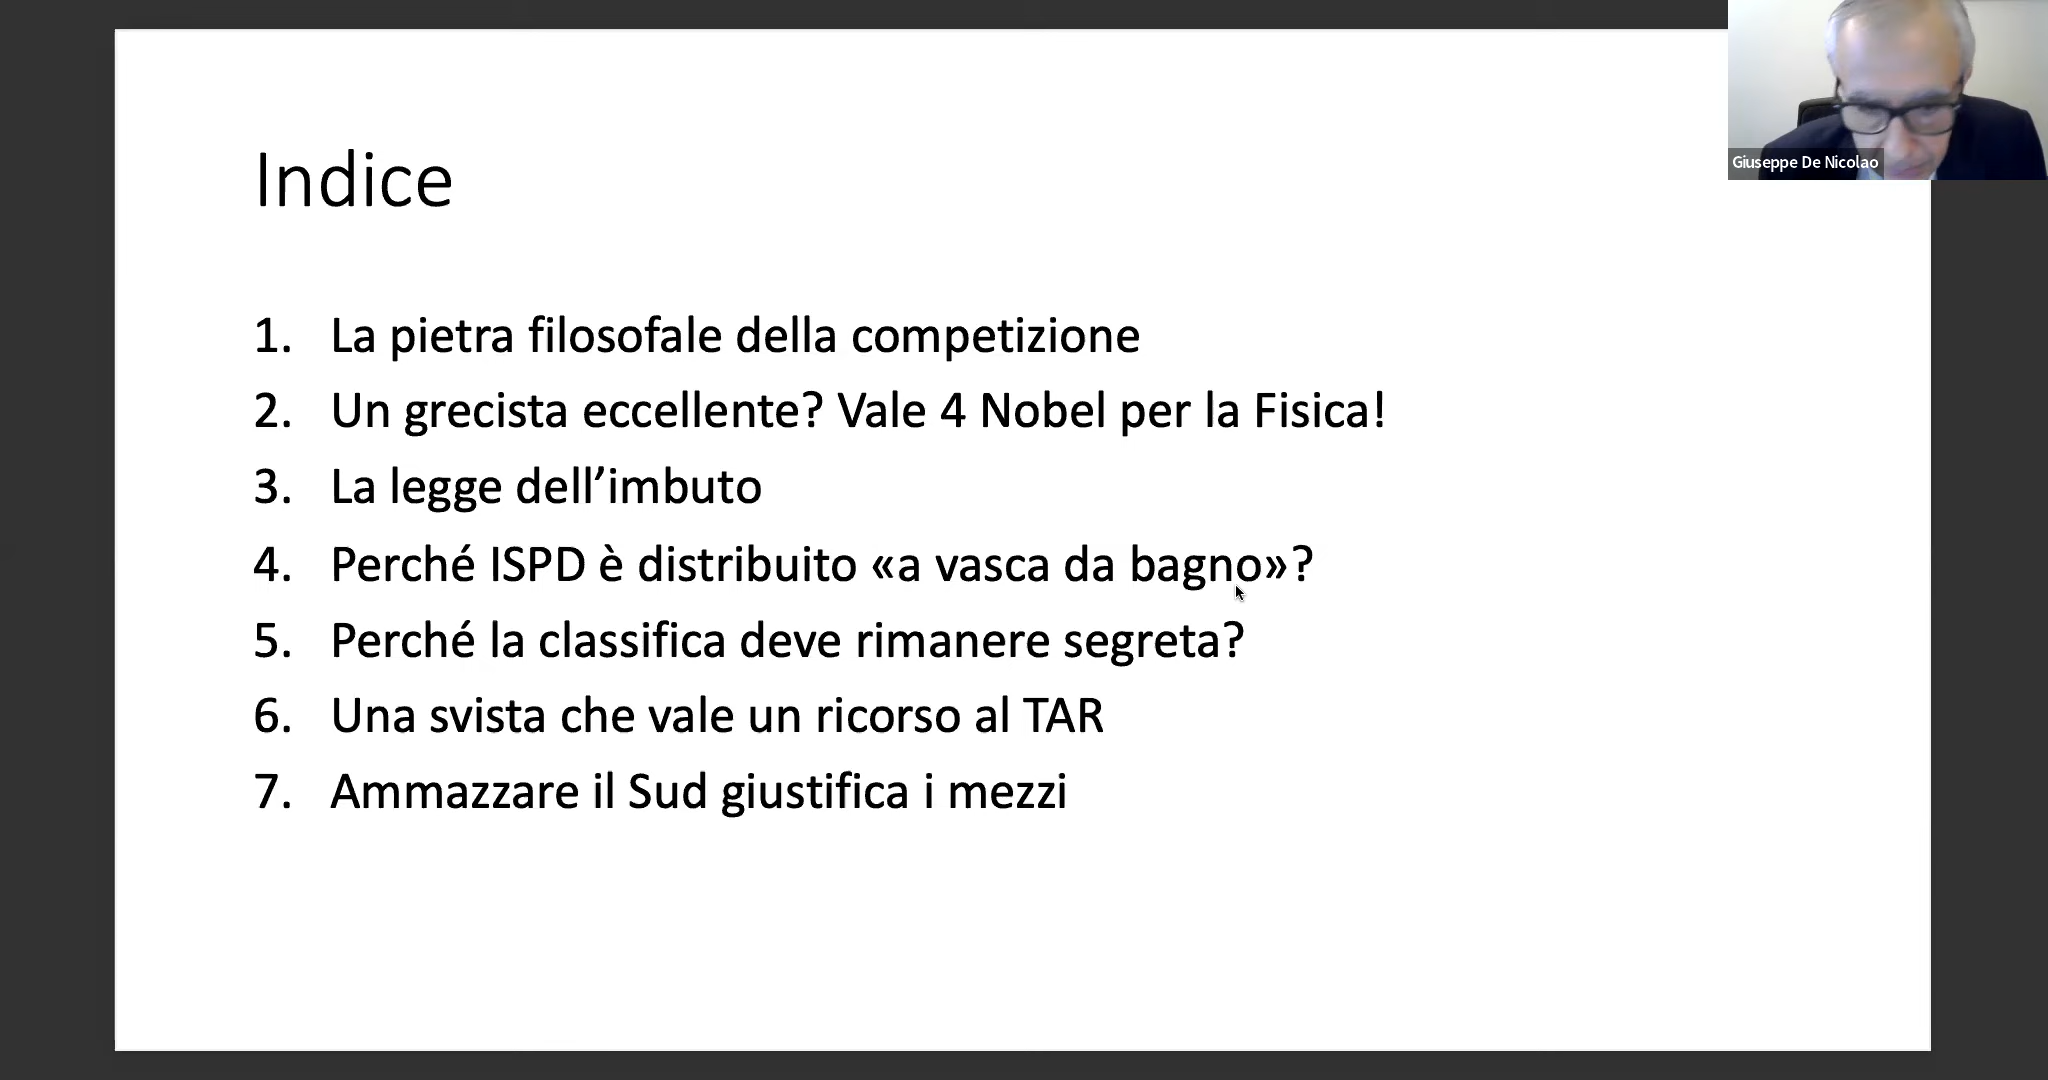 Indice
1. La pietra filosofale della competizione
2. Un grecista eccellente? Vale 4 Nobel per la Fisica!
3. La legge dell’imbuto
4. Perché ISPD è distribuito «a vasca da bagno»?
5. Perché la classifica deve rimanere segreta?
6. Una svista che vale un ricorso al TAR
7. Ammazzare il Sud giustifica i mezzi
Giuseppe De Nicolao